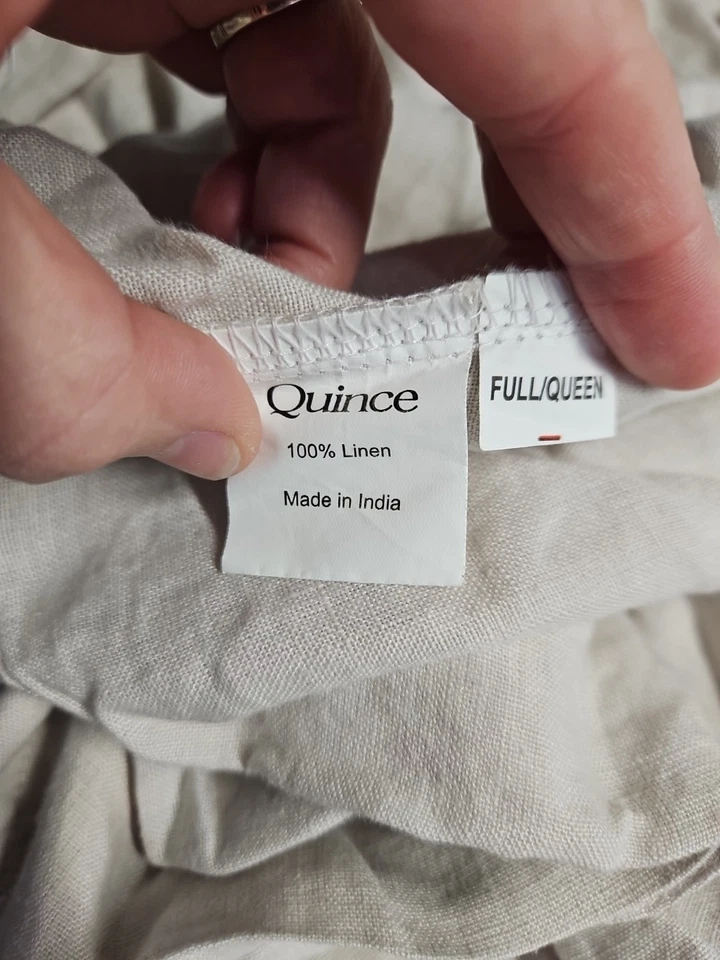 Quince
100% Linen
Made in India
FULL/QUEEN